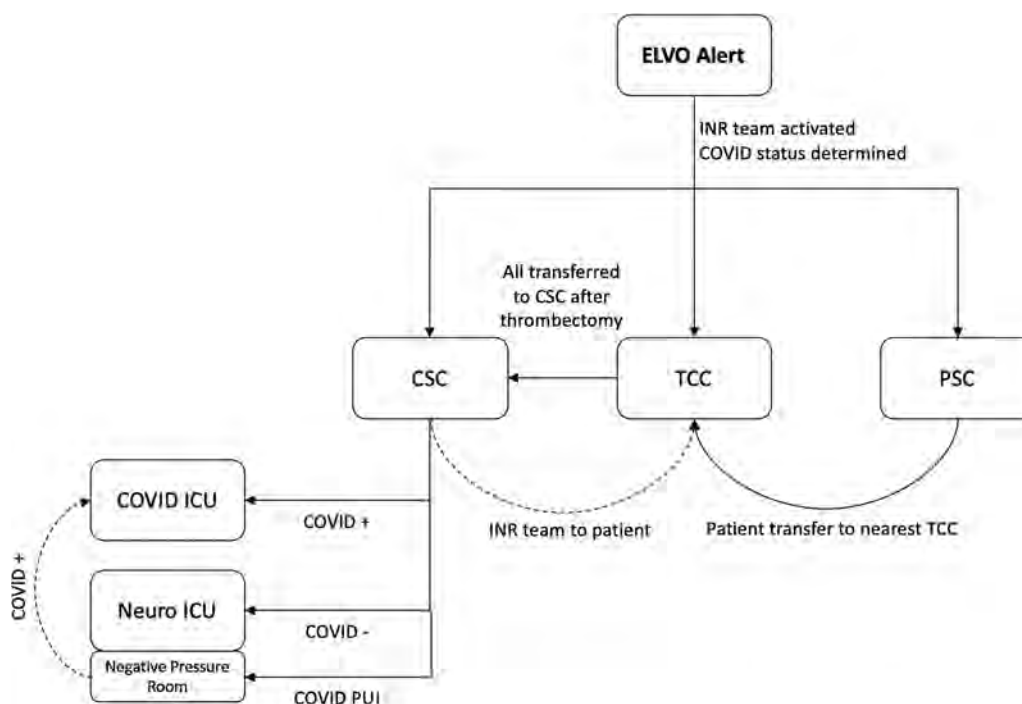 ELVO Alert
INR team activated
COVID status determined
All transferred
to CSC after
thrombectomy
CSC
TCC
PSC
COVID ICU
COVID +
INR team to patient
Patient transfer to nearest TCC
COVID +
Neuro ICU
COVID -
Negative Pressure
Room
COVID PUI